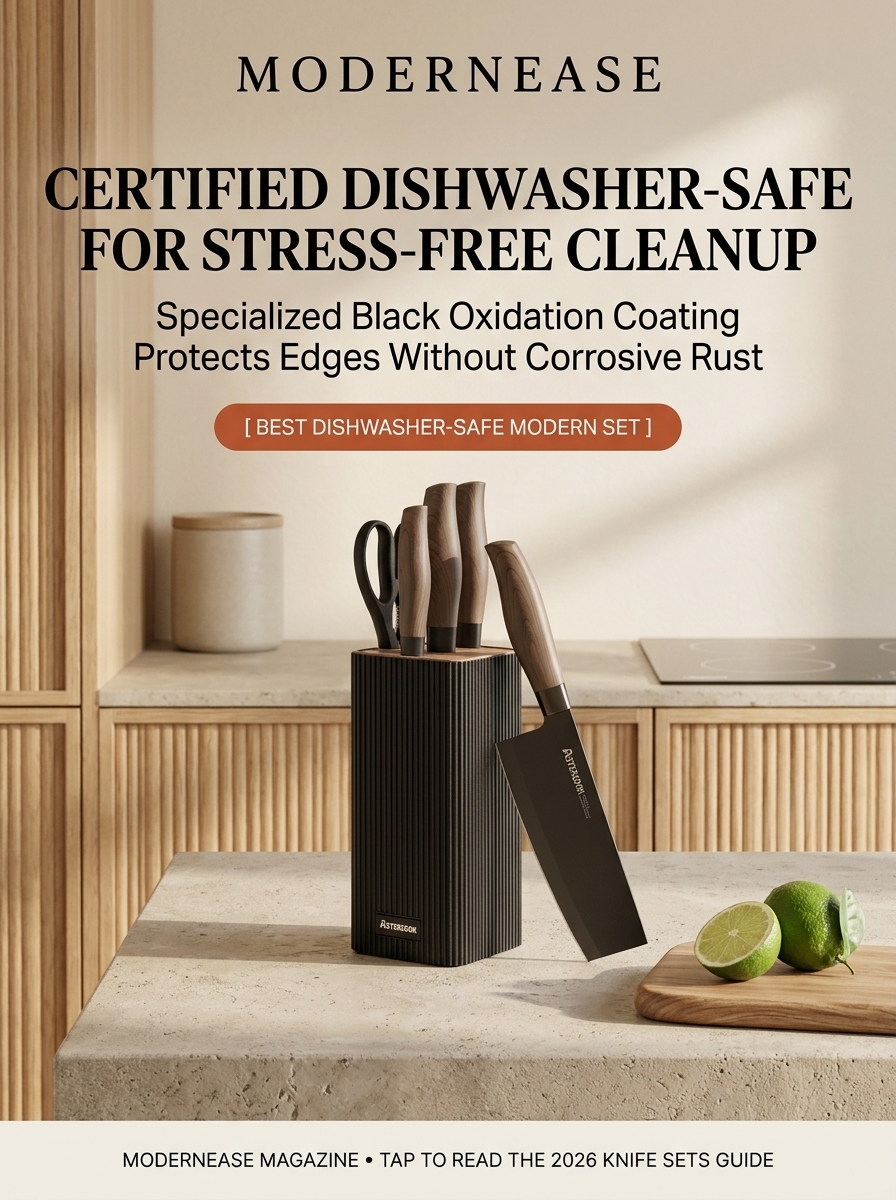 MODERNEASE
CERTIFIED DISHWASHER-SAFE
FOR STRESS-FREE CLEANUP
Specialized Black Oxidation Coating
Protects Edges Without Corrosive Rust
[ BEST DISHWASHER-SAFE MODERN SET ]
ASTERIGOK
MODERNEASE MAGAZINE • TAP TO READ THE 2026 KNIFE SETS GUIDE